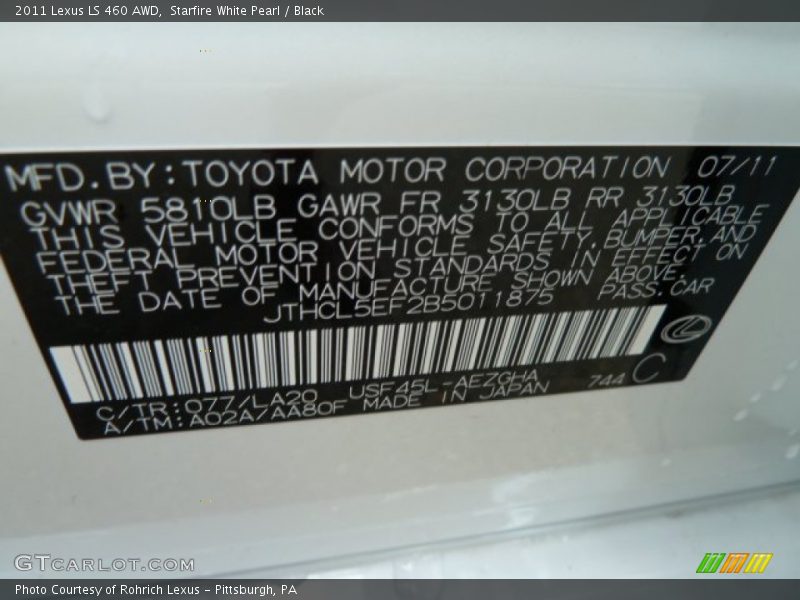 2011 Lexus LS 460 AWD,  Starfire White Pearl / Black
MFD. BY: TOYOTA MOTOR CORPORATION 07/11
GVWR 5810LB GAWR FR 3130LB RR 3130LB
THIS VEHICLE CONFORMS TO ALL APPLICABLE
FEDERAL MOTOR VEHICLE SAFETY, BUMPER, AND
THEFT PREVENTION STANDARDS IN EFFECT ON
THE DATE OF MANUFACTURE SHOWN ABOVE.
JTHCL5EF2B5011875 PASS. CAR
C/TR: 077/LA20 USF45L-AEZGHA 744 C
A/TM: A02A/AA80F MADE IN JAPAN
GTCARLOT.COM
Photo Courtesy of Rohrich Lexus – Pittsburgh, PA